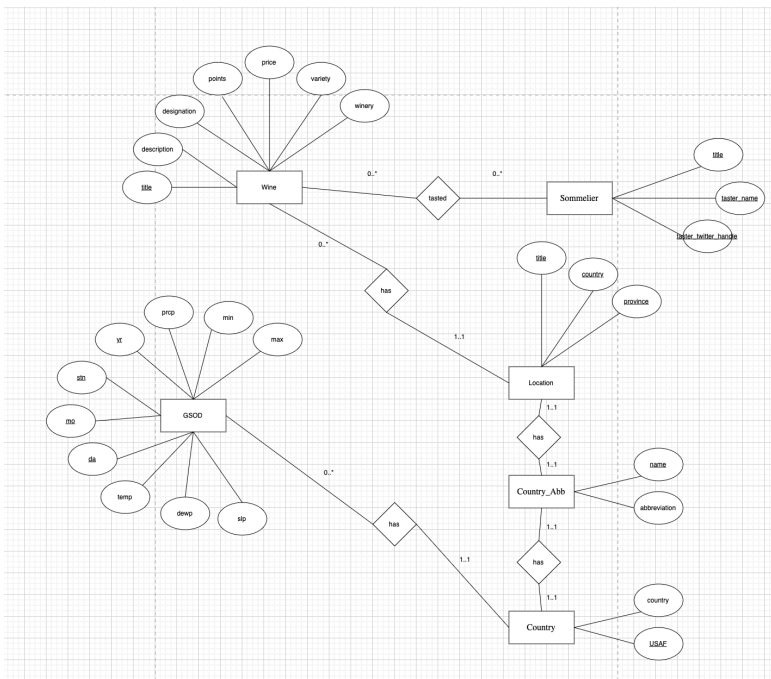 price
points
variety
designation
winery
description
title
Wine
0..*
tasted
0..*
Sommelier
title
taster_name
taster_twitter_handle
0..*
has
1..1
title
country
province
Location
prcp
min
yr
max
stn
GSOD
mo
da
temp
dewp
slp
0..*
has
1..1
1..1
has
1..1
Country_Abb
name
abbreviation
1..1
has
1..1
Country
country
USAF